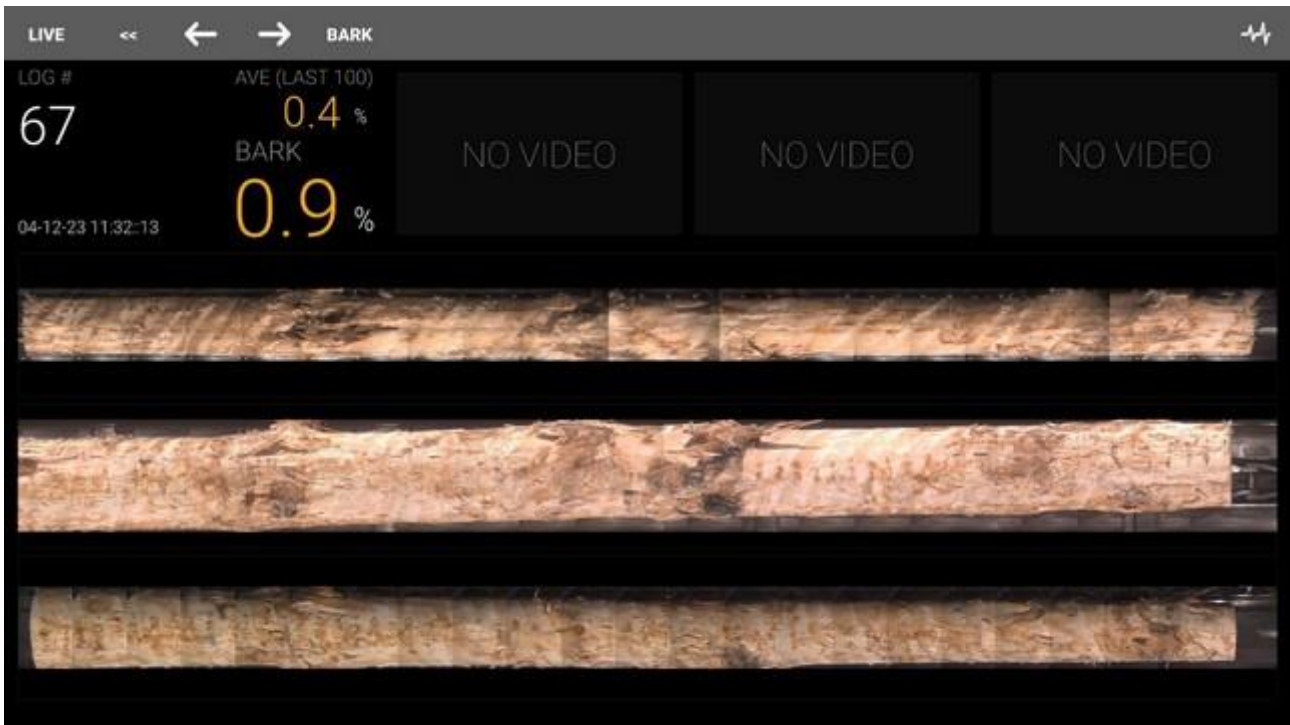 LIVE << ← → BARK
LOG #
67
04-12-23 11:32::13
AVE (LAST 100)
0.4 %
BARK
0.9 %
NO VIDEO
NO VIDEO
NO VIDEO